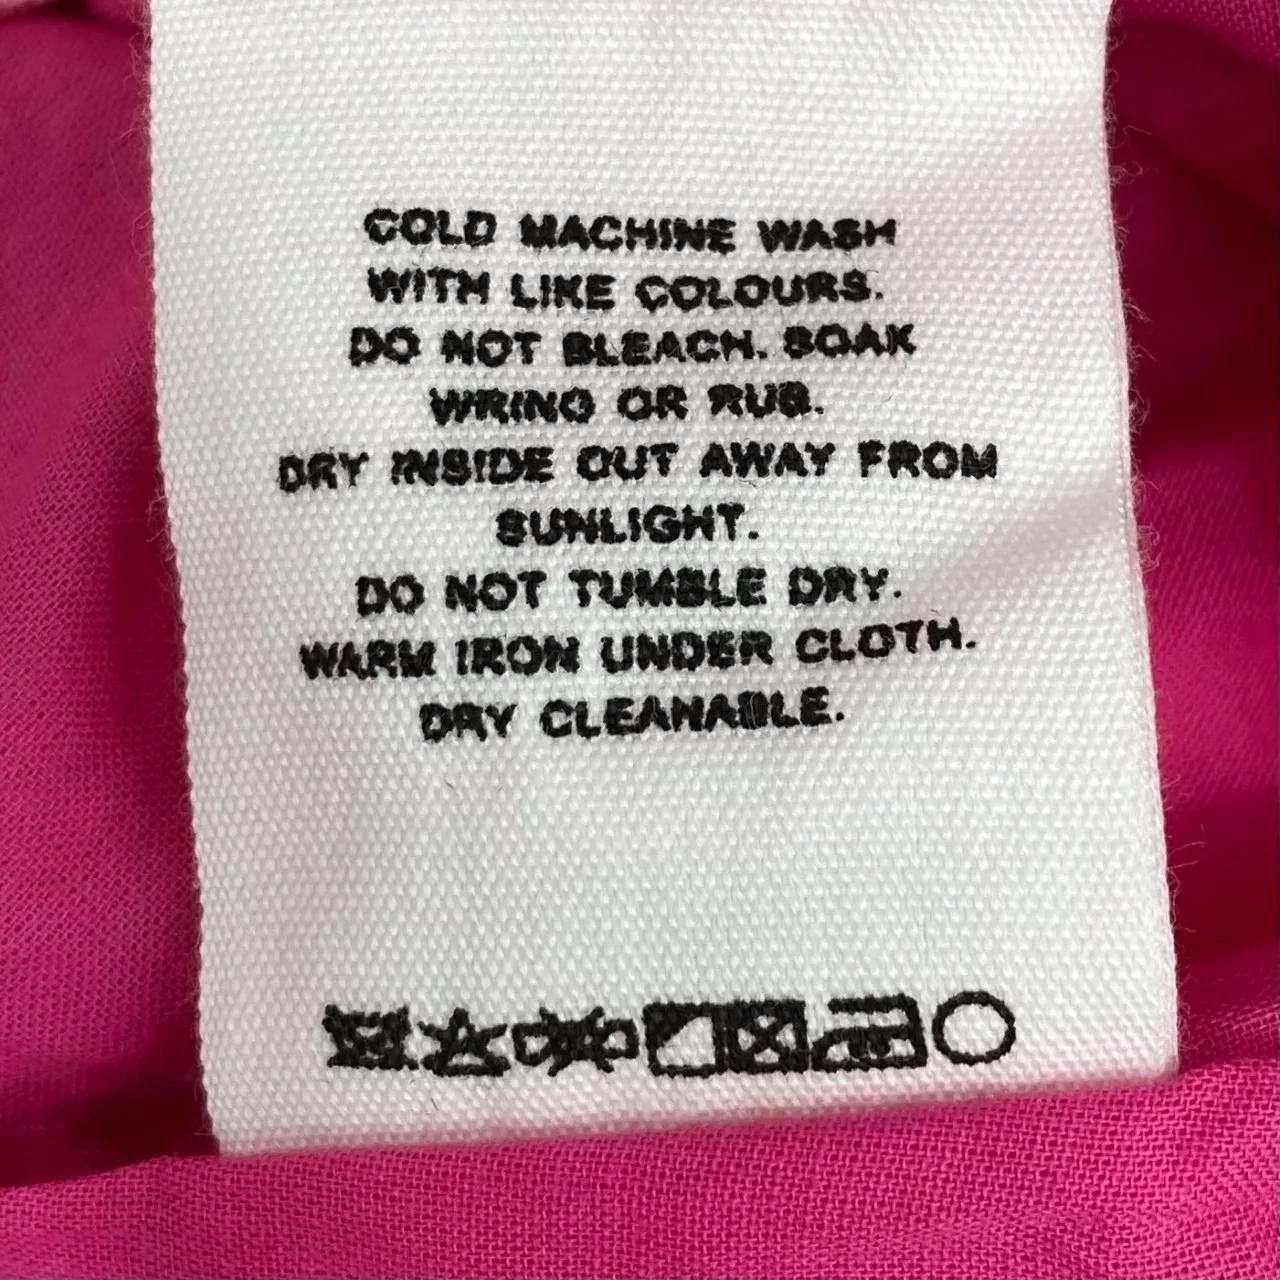 COLD MACHINE WASH
WITH LIKE COLOURS.
DO NOT BLEACH. SOAK
WRING OR RUB.
DRY INSIDE OUT AWAY FROM
SUNLIGHT.
DO NOT TUMBLE DRY.
WARM IRON UNDER CLOTH.
DRY CLEANABLE.